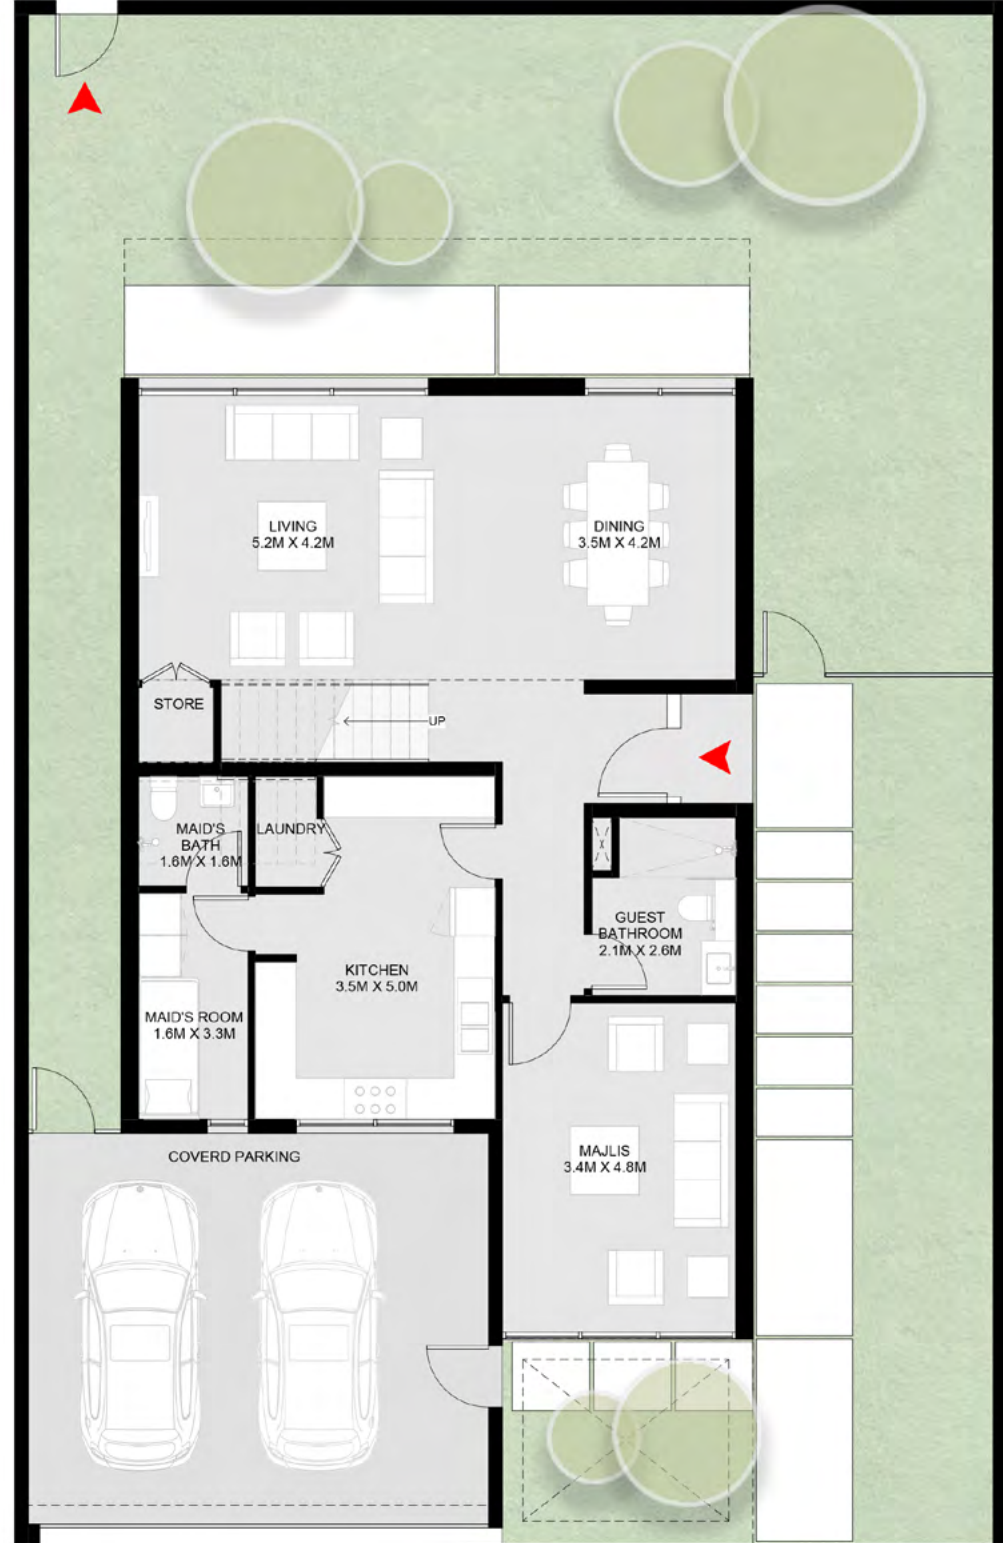 LIVING
5.2M X 4.2M
DINING
3.5M X 4.2M
STORE
UP
MAID'S
BATH
1.6M X 1.6M
LAUNDRY
GUEST
BATHROOM
2.1M X 2.6M
KITCHEN
3.5M X 5.0M
MAID'S ROOM
1.6M X 3.3M
MAJLIS
3.4M X 4.8M
COVERD PARKING